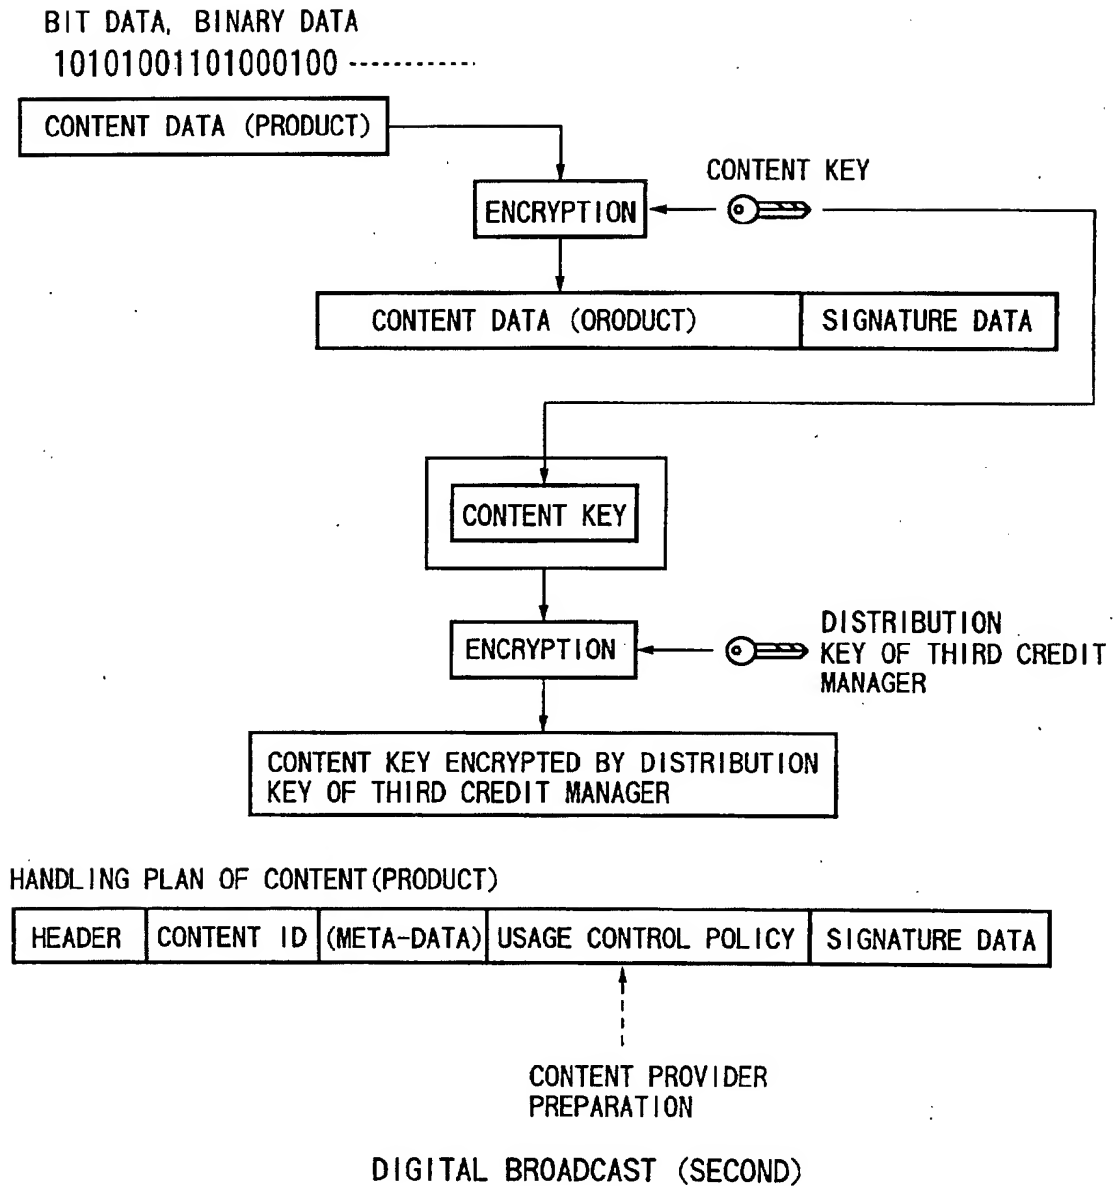 BIT DATA, BINARY DATA
10101001101000100 -----------
CONTENT DATA (PRODUCT)
CONTENT KEY
ENCRYPTION
CONTENT DATA (ORODUCT)
SIGNATURE DATA
CONTENT KEY
ENCRYPTION
DISTRIBUTION
KEY OF THIRD CREDIT
MANAGER
CONTENT KEY ENCRYPTED BY DISTRIBUTION
KEY OF THIRD CREDIT MANAGER
HANDLING PLAN OF CONTENT(PRODUCT)
HEADER
CONTENT ID
(META-DATA)
USAGE CONTROL POLICY
SIGNATURE DATA
CONTENT PROVIDER
PREPARATION
DIGITAL BROADCAST (SECOND)